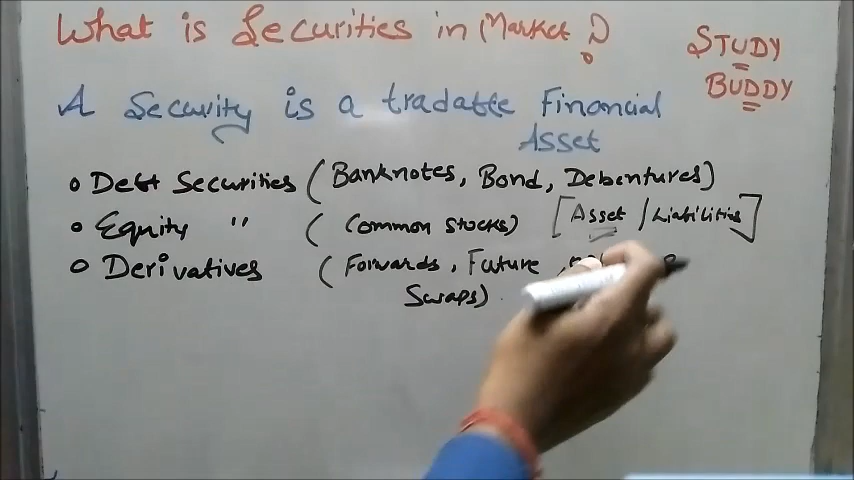 What is Securities in Market ?
STUDY
BUDDY
A Security is a tradable Financial
Asset
Debt Securities (Banknotes, Bond, Debentures)
Equity " (Common stocks) [Asset / Liabilities]
Derivatives (Forwards, Future,
Swaps)